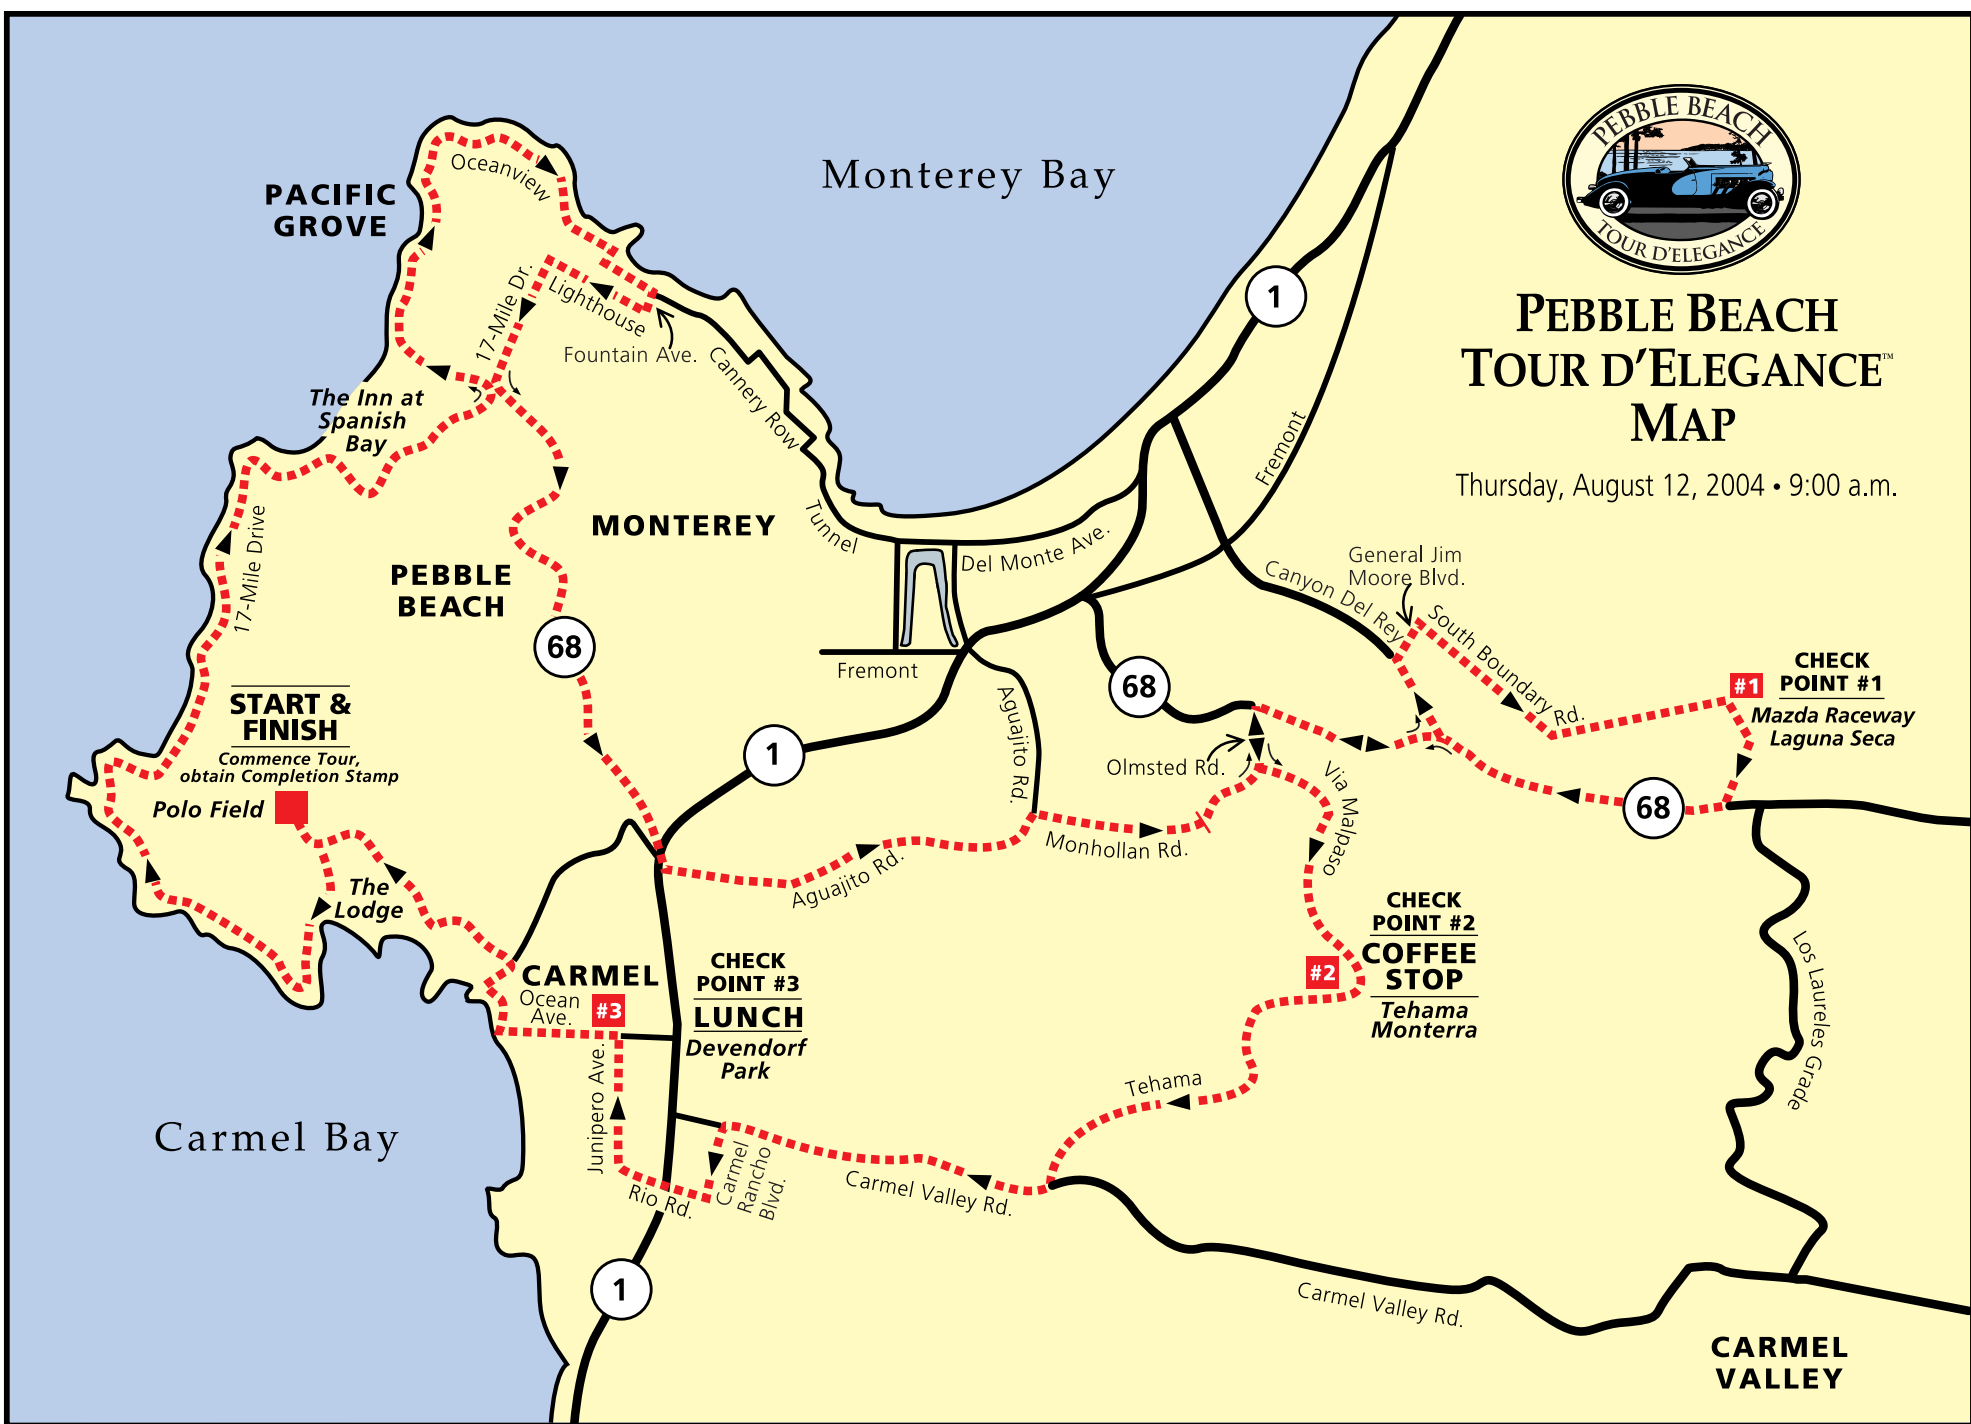 PEBBLE BEACH
TOUR D'ELEGANCE
PEBBLE BEACH
TOUR D'ELEGANCE™
MAP
Thursday, August 12, 2004 • 9:00 a.m.
Monterey Bay
PACIFIC
GROVE
Oceanview
17-Mile Dr.
Lighthouse
Fountain Ave.
Cannery Row
The Inn at
Spanish
Bay
1
Fremont
MONTEREY
Tunnel
Del Monte Ave.
17-Mile Drive
PEBBLE
BEACH
68
Fremont
Canyon Del Rey
General Jim
Moore Blvd.
South Boundary Rd.
#1
CHECK
POINT #1
Mazda Raceway
Laguna Seca
START &
FINISH
Commence Tour,
obtain Completion Stamp
Polo Field
1
Aguajito Rd.
68
Olmsted Rd.
Via Malpaso
68
Monhollan Rd.
Aguajito Rd.
The
Lodge
CHECK
POINT #2
COFFEE
STOP
#2
Tehama
Monterra
Los Laureles Grade
CARMEL
Ocean
Ave.
#3
CHECK
POINT #3
LUNCH
Devendorf
Park
Junipero Ave.
Tehama
Carmel Bay
Carmel
Rancho
Blvd.
Rio Rd.
Carmel Valley Rd.
1
Carmel Valley Rd.
CARMEL
VALLEY